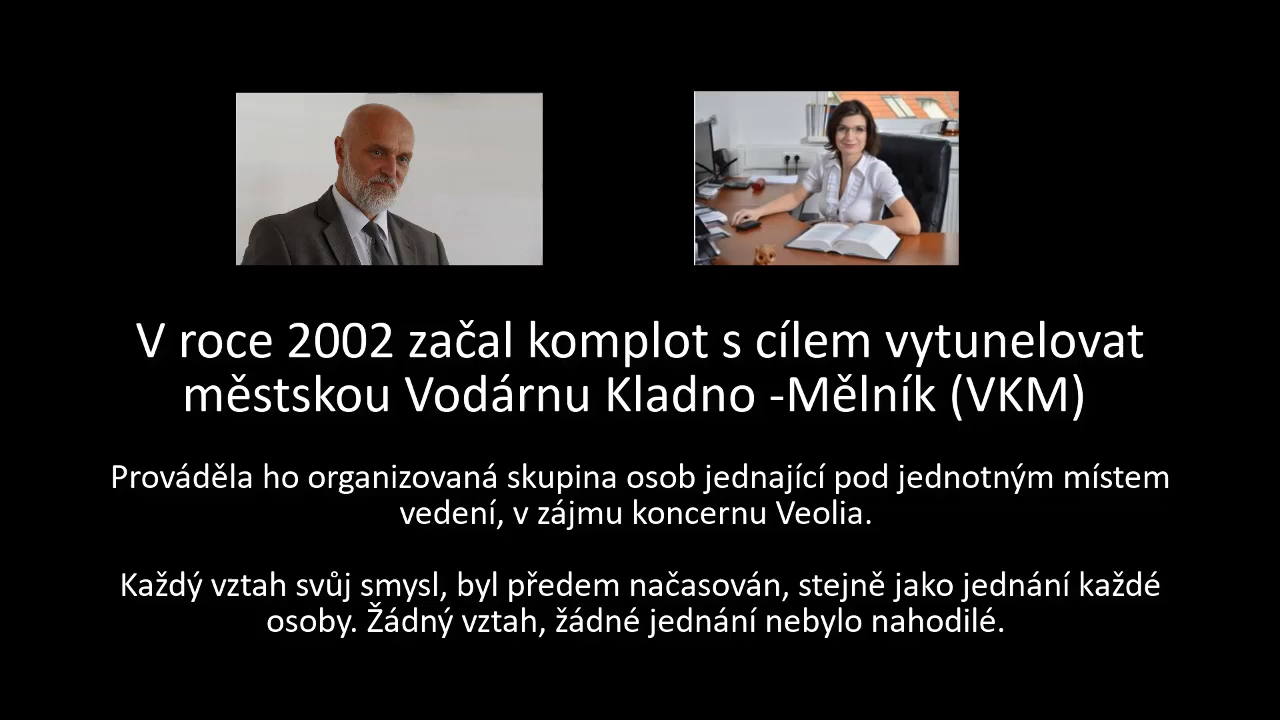 V roce 2002 začal komplot s cílem vytunelovat
městskou Vodárnu Kladno -Mělník (VKM)
Prováděla ho organizovaná skupina osob jednající pod jednotným místem
vedení, v zájmu koncernu Veolia.
Každý vztah svůj smysl, byl předem načasován, stejně jako jednání každé
osoby. Žádný vztah, žádné jednání nebylo nahodilé.